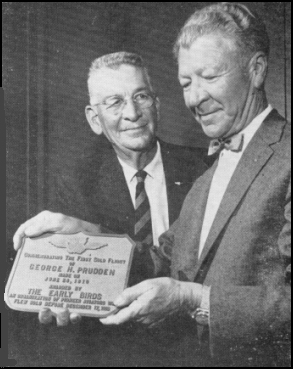 COMMEMORATING THE FIRST SOLO FLIGHT
OF
GEORGE H. PRUDDEN
MADE ON
JUNE
AWARDED BY
THE EARLY BIRDS
AN ORGANIZATION OF PIONEER AVIATORS WHO
FLEW SOLO BEFORE DECEMBER 17, 1916